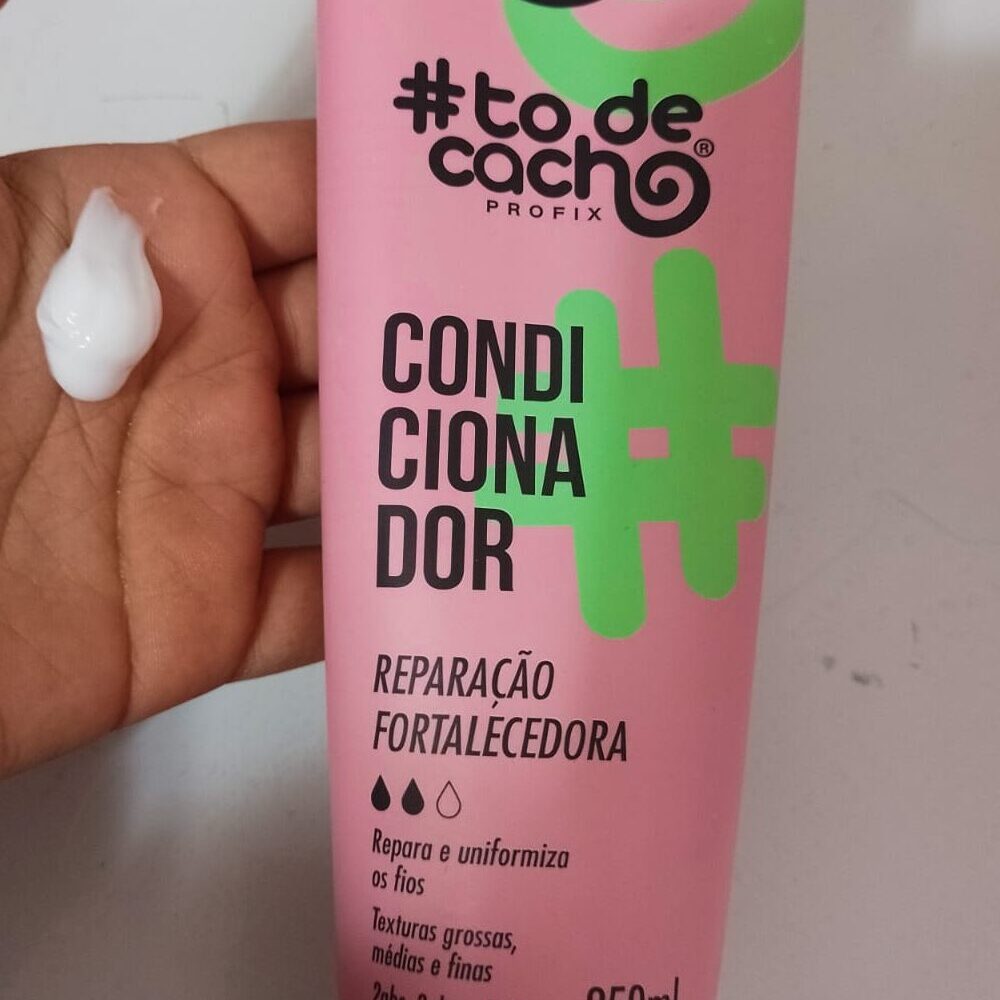 #to de
cacho®
PROFIX
CONDI
CIONA
DOR
REPARAÇÃO
FORTALECEDORA
Repara e uniformiza
os fios
Texturas grossas,
médias e finas